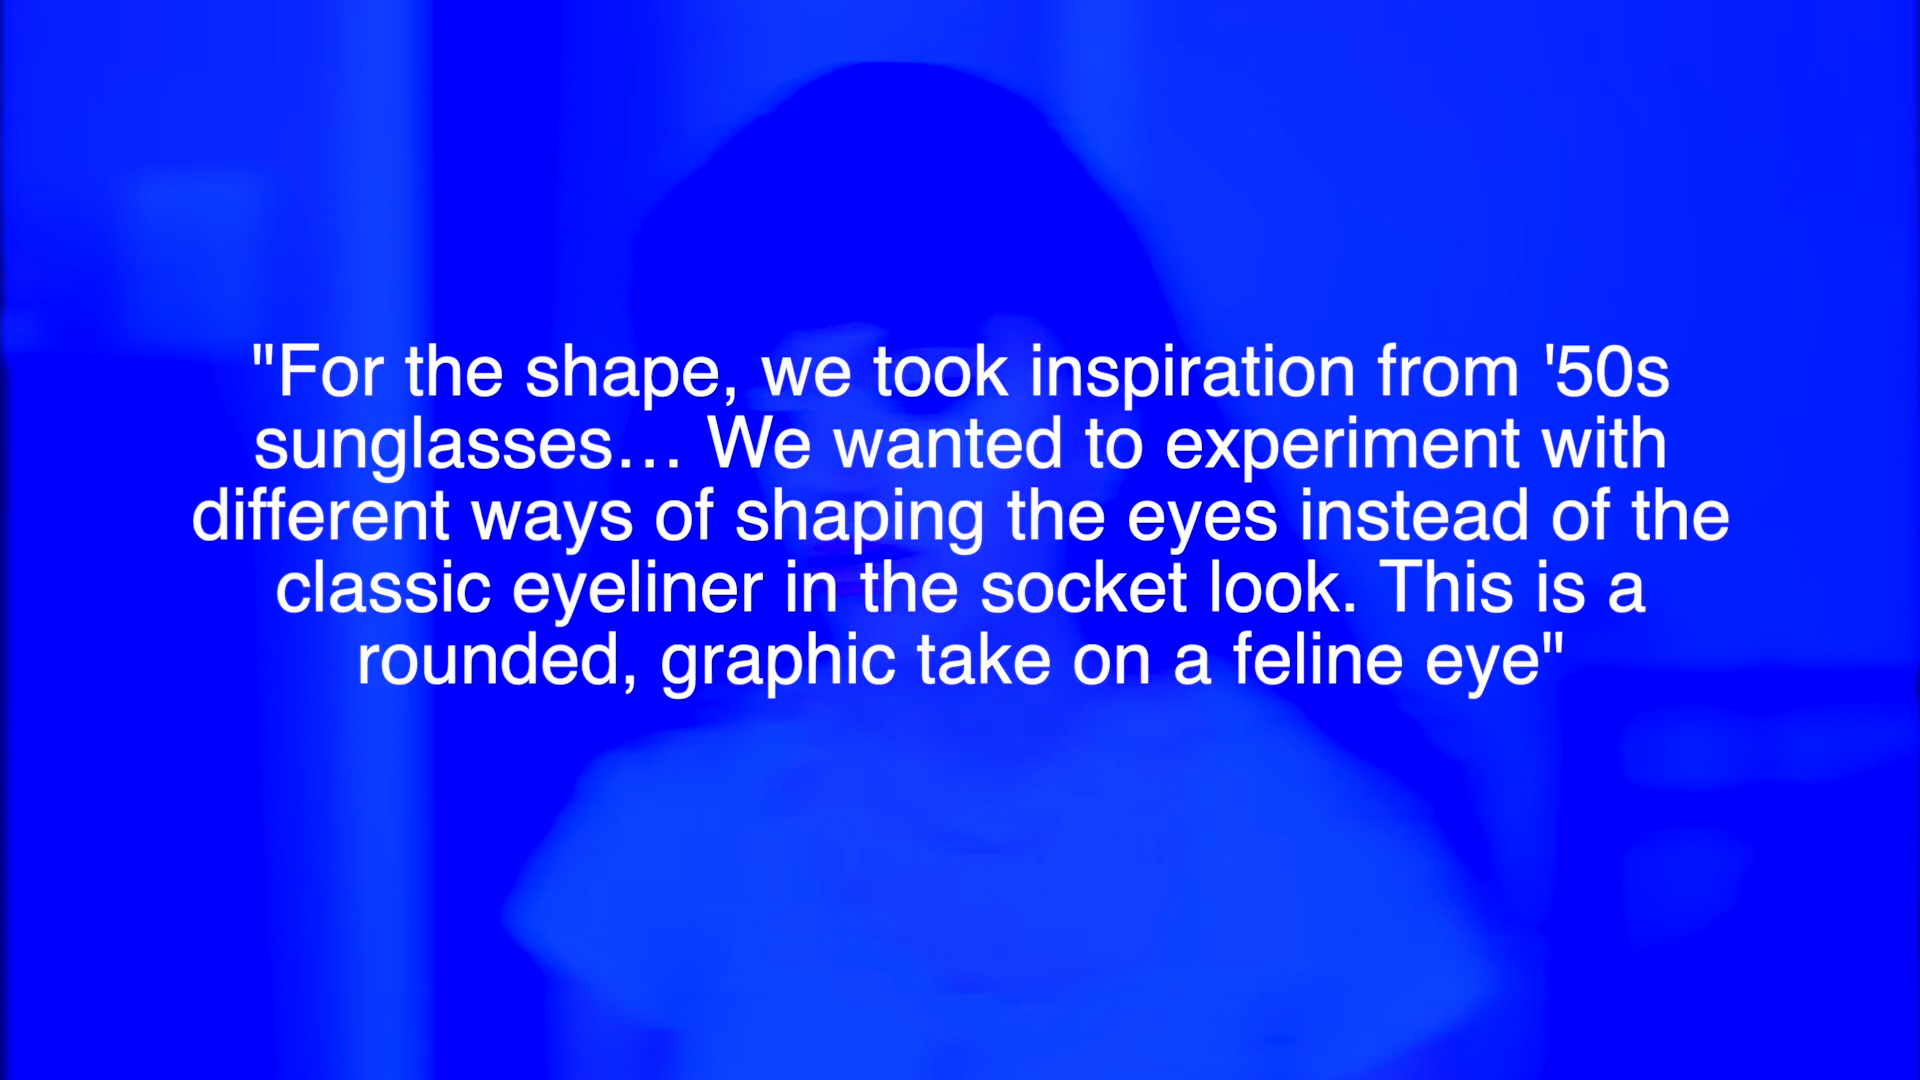 "For the shape, we took inspiration from '50s
sunglasses… We wanted to experiment with
different ways of shaping the eyes instead of the
classic eyeliner in the socket look. This is a
rounded, graphic take on a feline eye"